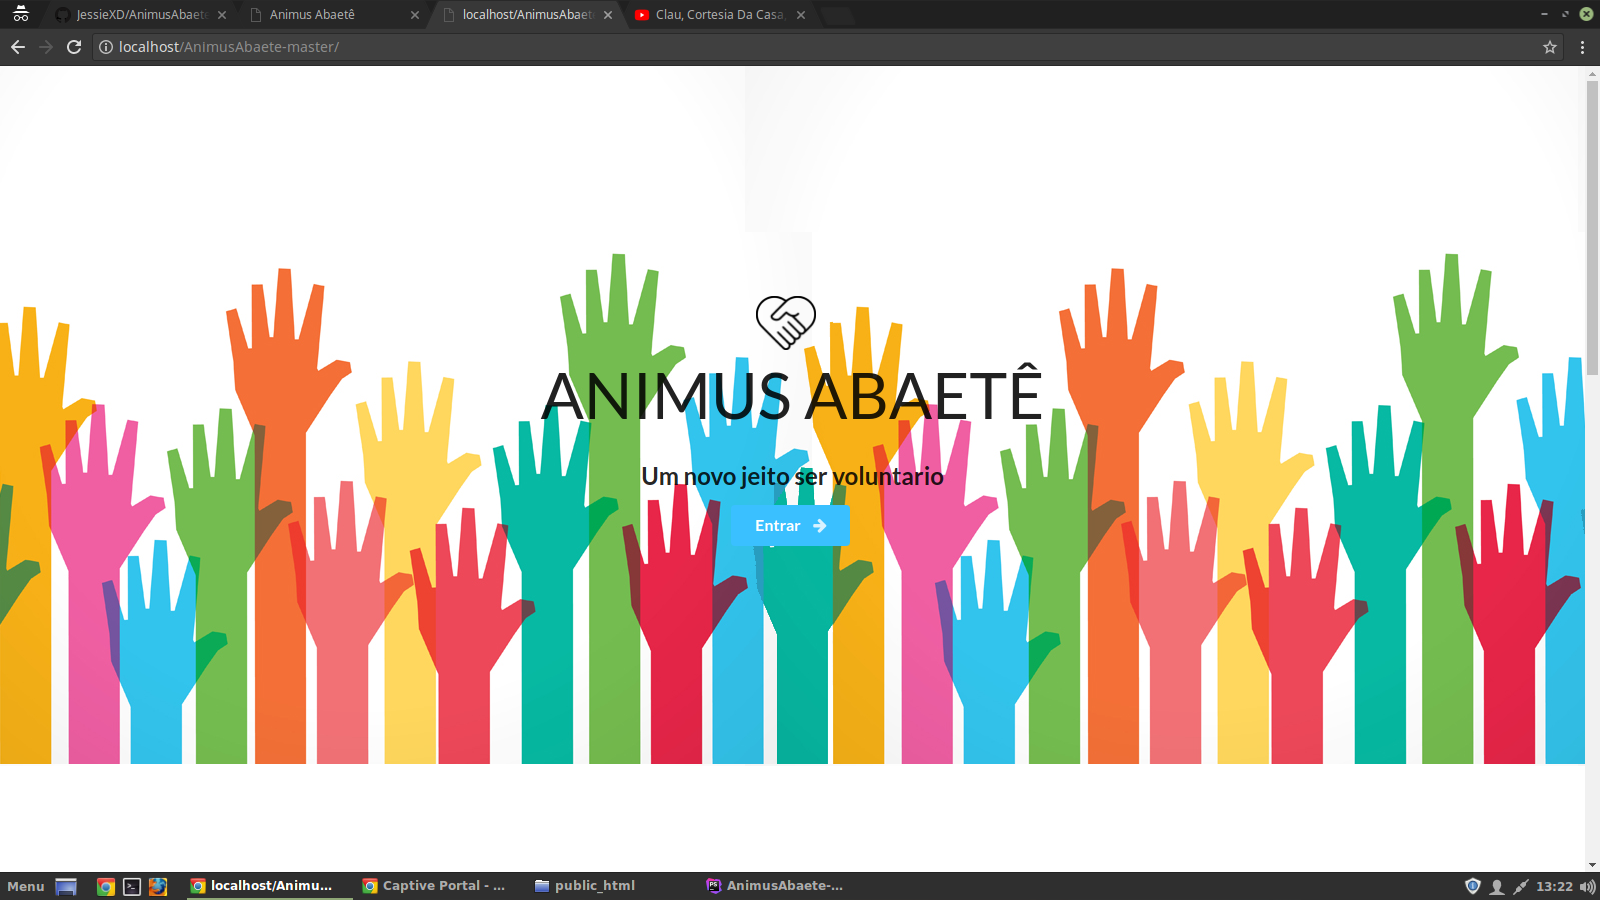 JessieXD/AnimusAbaete
Animus Abaetê
localhost/AnimusAbaete
Clau, Cortesia Da Casa,
localhost/AnImusAbaete-master/
ANIMUS ABAETÊ
Um novo jeito ser voluntario
Entrar
Menu
localhost/Animu...
Captive Portal - ...
public_html
PS
AnimusAbaete-...
13:22